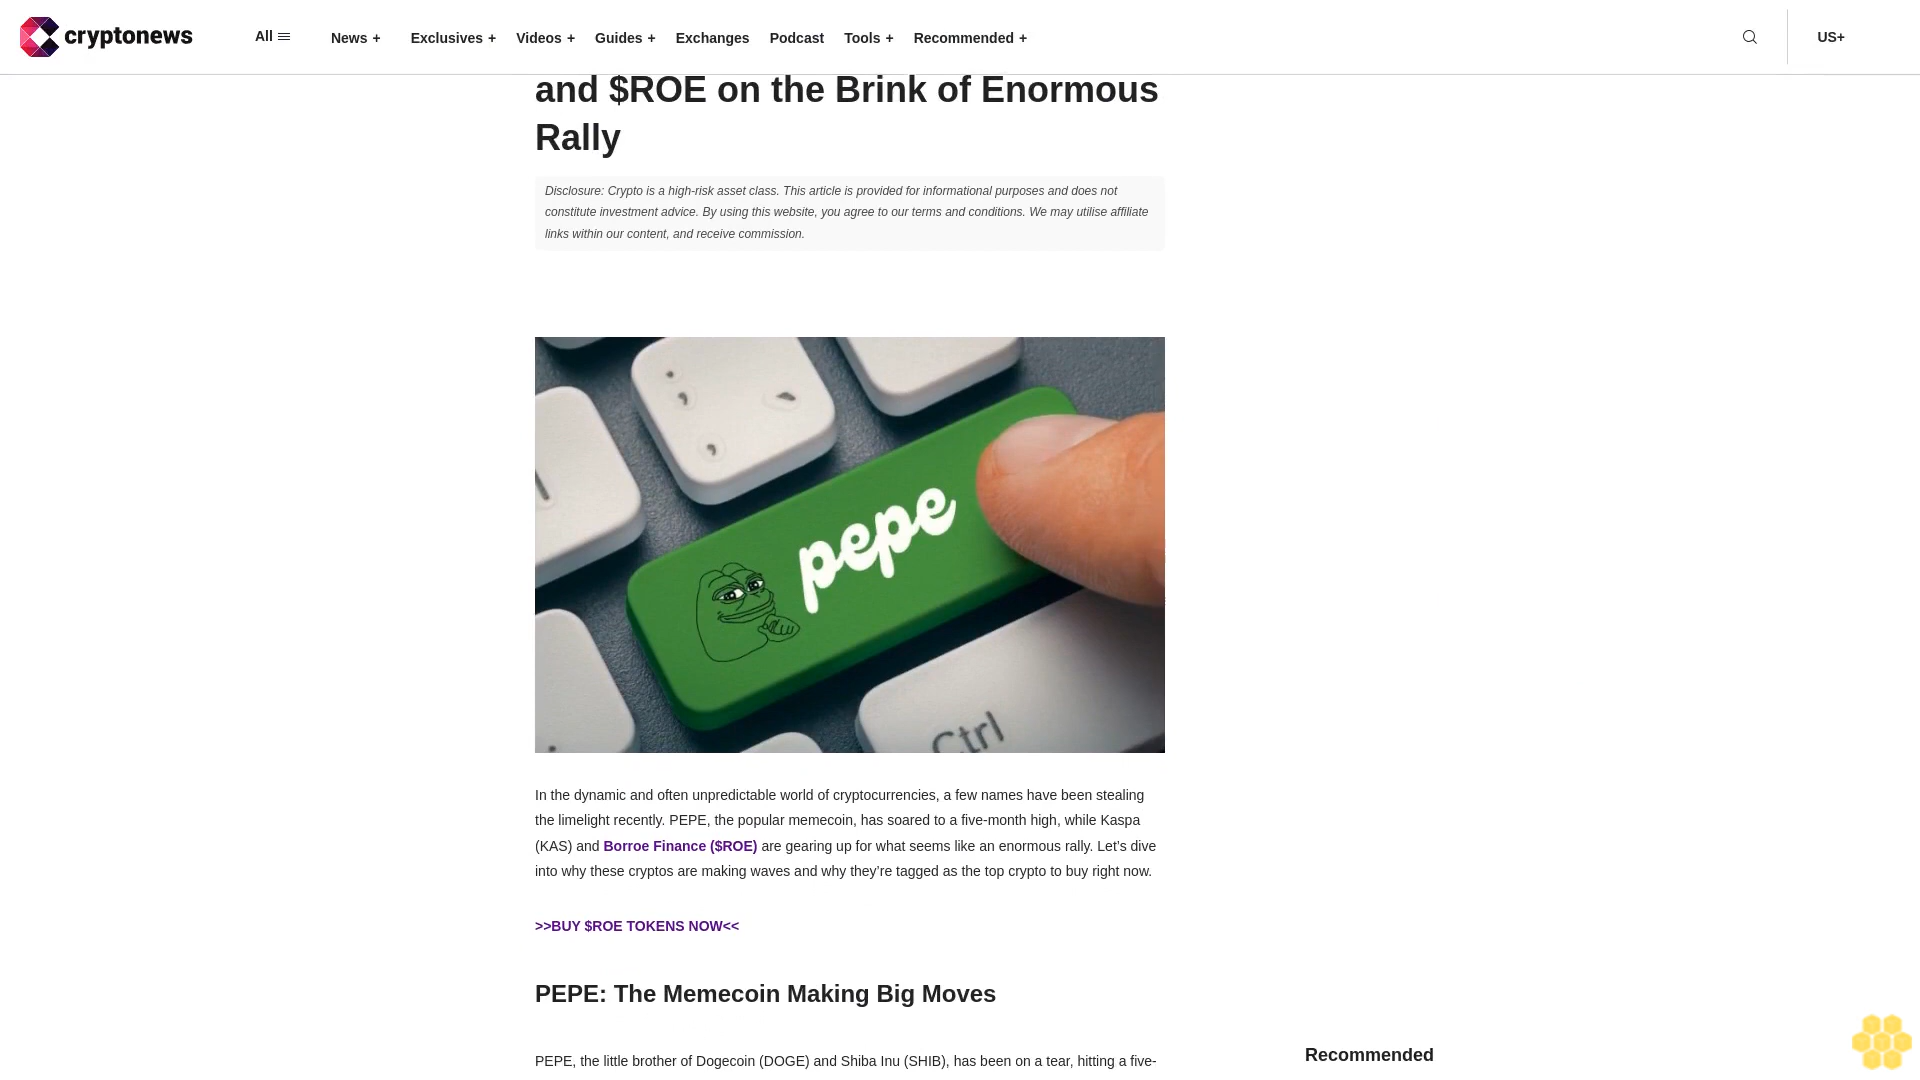 cryptonews
All
News +
Exclusives +
Videos +
Guides +
Exchanges
Podcast
Tools +
Recommended +
US+
and $ROE on the Brink of Enormous
Rally
Disclosure: Crypto is a high-risk asset class. This article is provided for informational purposes and does not
constitute investment advice. By using this website, you agree to our terms and conditions. We may utilise affiliate
links within our content, and receive commission.
pepe
Ctrl
In the dynamic and often unpredictable world of cryptocurrencies, a few names have been stealing
the limelight recently. PEPE, the popular memecoin, has soared to a five-month high, while Kaspa
(KAS) and Borroe Finance ($ROE) are gearing up for what seems like an enormous rally. Let’s dive
into why these cryptos are making waves and why they’re tagged as the top crypto to buy right now.
>>BUY $ROE TOKENS NOW<<
PEPE: The Memecoin Making Big Moves
PEPE, the little brother of Dogecoin (DOGE) and Shiba Inu (SHIB), has been on a tear, hitting a five-
Recommended